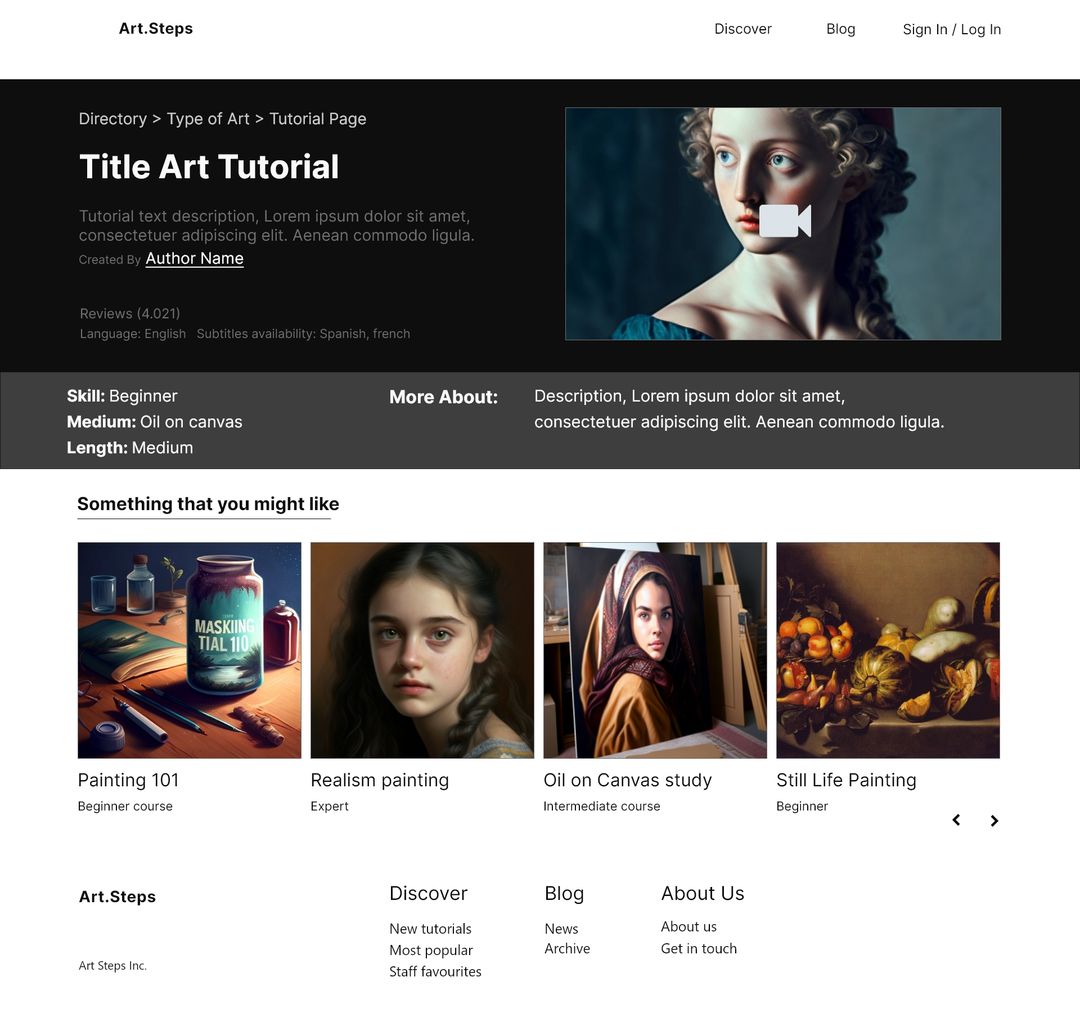 Art.Steps
Discover
Blog
Sign In / Log In
Directory > Type of Art > Tutorial Page
Title Art Tutorial
Tutorial text description, Lorem ipsum dolor sit amet,
consectetuer adipiscing elit. Aenean commodo ligula.
Created By Author Name
Reviews (4.021)
Language: English Subtitles availability: Spanish, french
Skill: Beginner
Medium: Oil on canvas
Length: Medium
More About:
Description, Lorem ipsum dolor sit amet,
consectetuer adipiscing elit. Aenean commodo ligula.
Something that you might like
MASKIING
TIAL 110
Painting 101
Beginner course
Realism painting
Expert
Oil on Canvas study
Intermediate course
Still Life Painting
Beginner
Art.Steps
Art Steps Inc.
Discover
New tutorials
Most popular
Staff favourites
Blog
News
Archive
About Us
About us
Get in touch